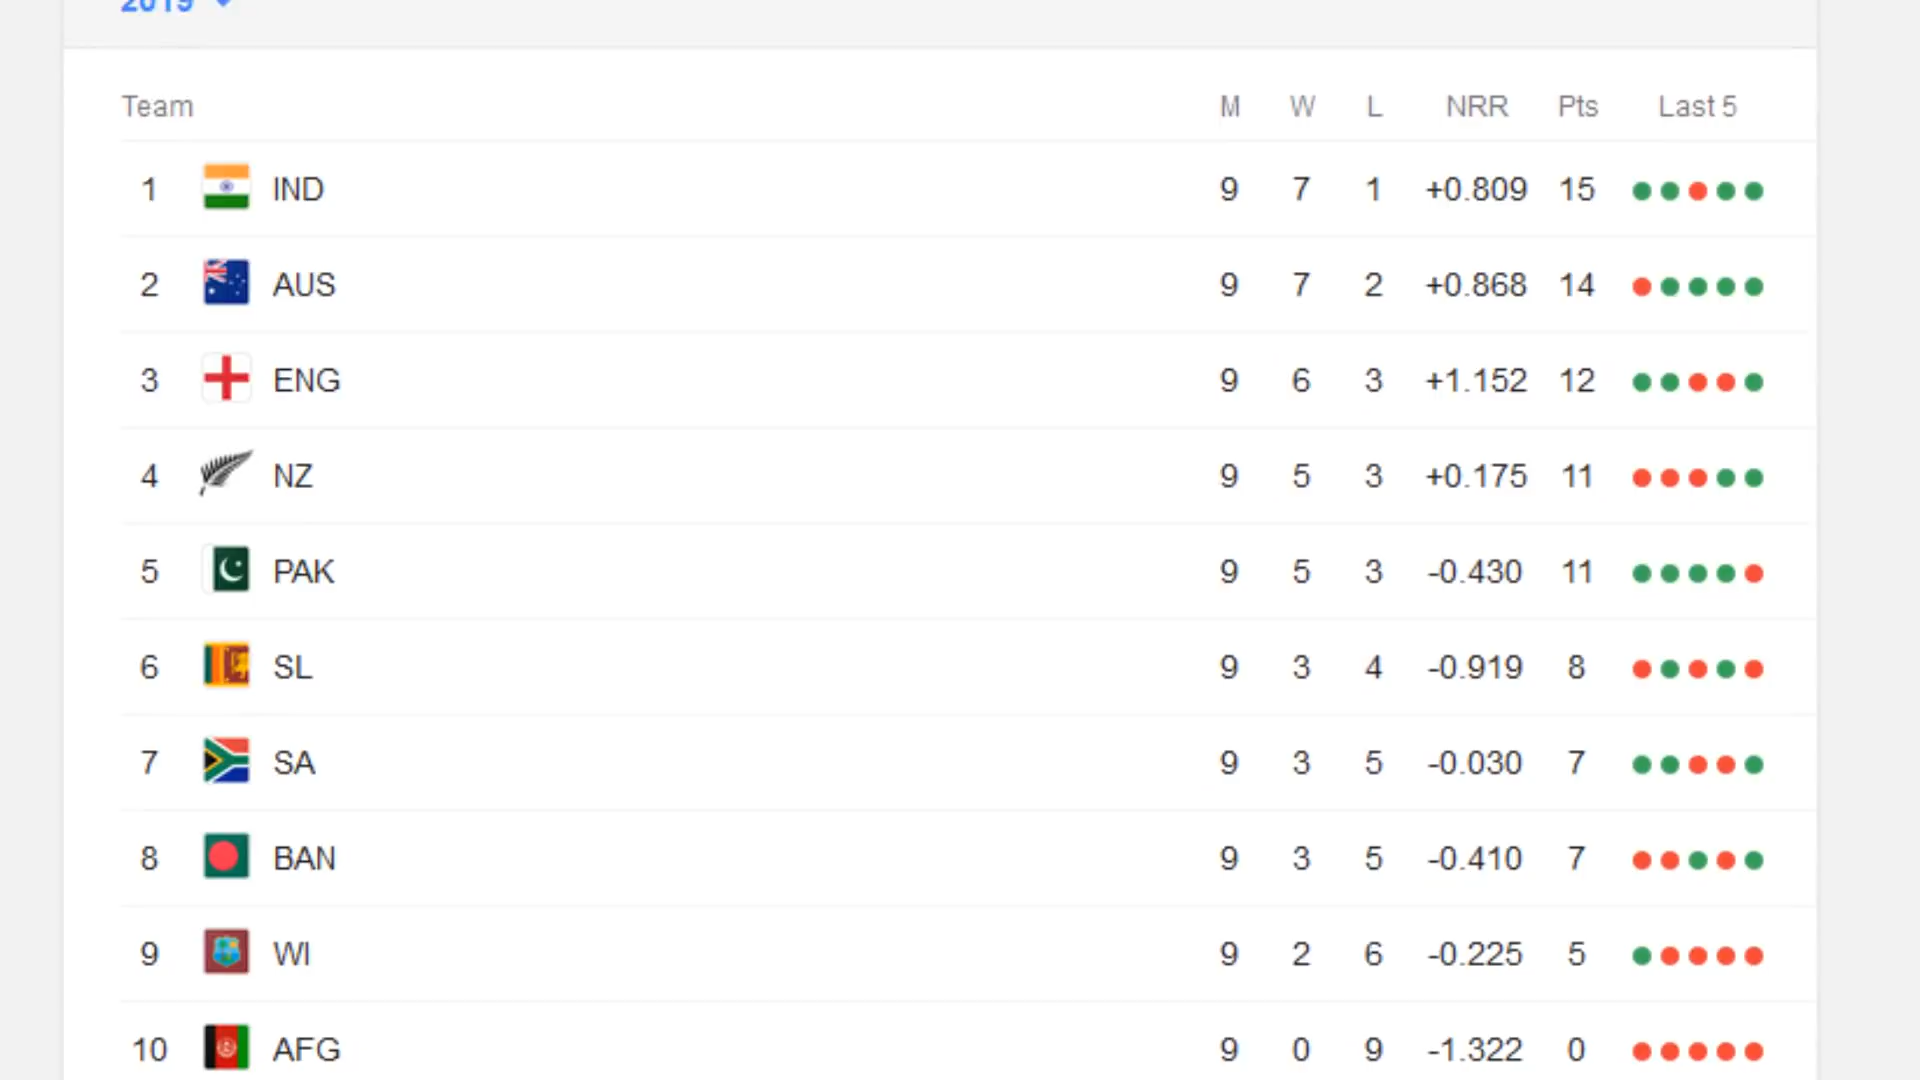 2019
Team M W L NRR Pts Last 5
1 IND 9 7 1 +0.809 15
2 AUS 9 7 2 +0.868 14
3 ENG 9 6 3 +1.152 12
4 NZ 9 5 3 +0.175 11
5 PAK 9 5 3 -0.430 11
6 SL 9 3 4 -0.919 8
7 SA 9 3 5 -0.030 7
8 BAN 9 3 5 -0.410 7
9 WI 9 2 6 -0.225 5
10 AFG 9 0 9 -1.322 0